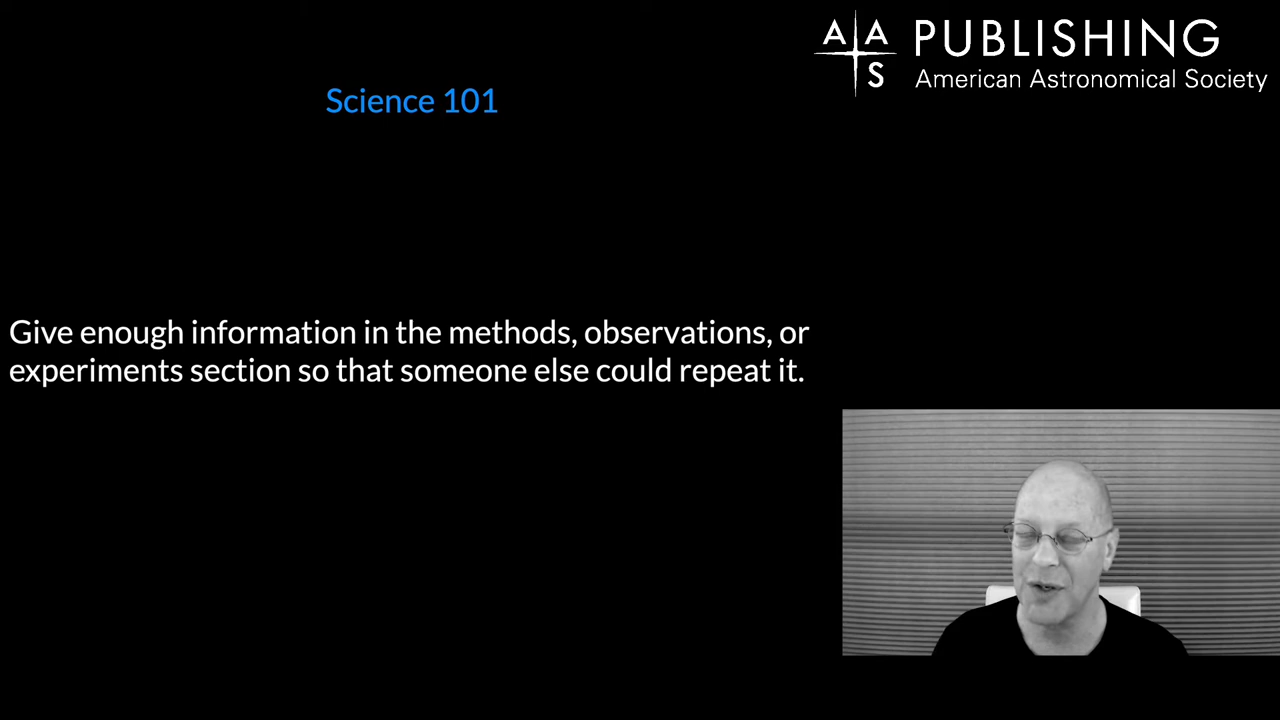 A A
S
PUBLISHING
American Astronomical Society
Science 101
Give enough information in the methods, observations, or
experiments section so that someone else could repeat it.